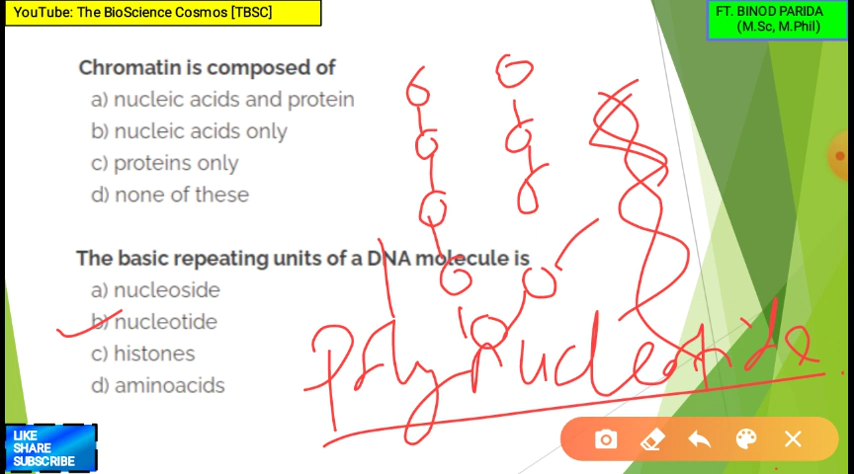 YouTube: The BioScience Cosmos [TBSC]
FT. BINOD PARIDA
(M.Sc, M.Phil)
Chromatin is composed of
a) nucleic acids and protein
b) nucleic acids only
c) proteins only
d) none of these
The basic repeating units of a DNA molecule is
a) nucleoside
b) nucleotide
c) histones
d) aminoacids
Polynucleotide
LIKE
SHARE
SUBSCRIBE